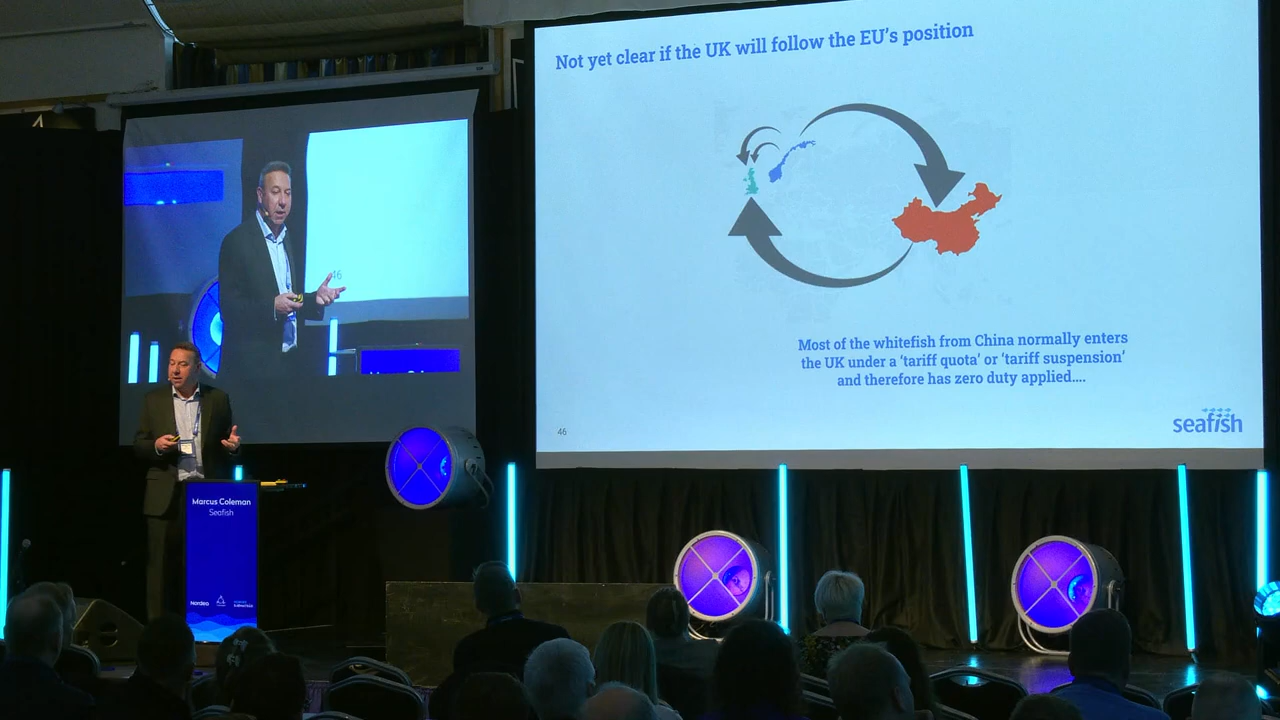 Not yet clear if the UK will follow the EU's position
46
Most of the whitefish from China normally enters
the UK under a 'tariff quota' or 'tariff suspension'
and therefore has zero duty applied....
46
seafish
Marcus Coleman
Seafish
Nordea